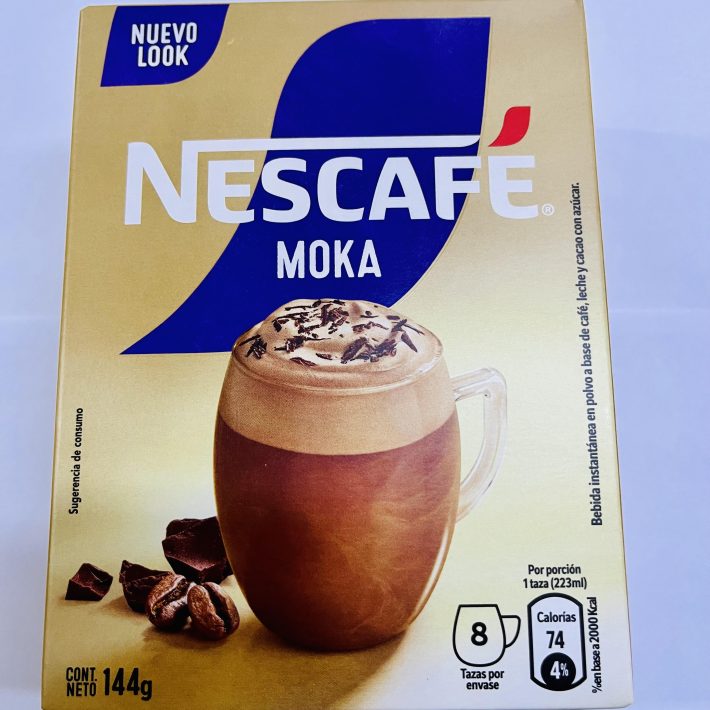 NUEVO
LOOK
NESCAFÉ®
MOKA
Bebida instantánea en polvo a base de café, leche y cacao con azúcar.
Sugerencia de consumo
Por porción
1 taza (223ml)
8
Tazas por
envase
Calorías
74
4%
%en base a 2000 Kcal
CONT.
NETO 144g